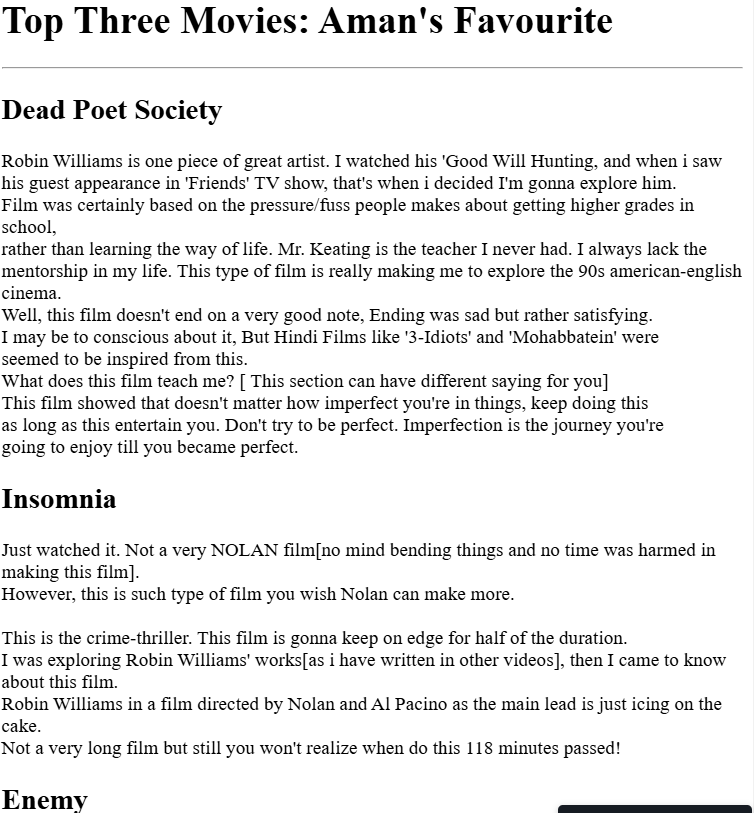 Top Three Movies: Aman's Favourite
Dead Poet Society
Robin Williams is one piece of great artist. I watched his 'Good Will Hunting, and when i saw
his guest appearance in 'Friends' TV show, that's when i decided I'm gonna explore him.
Film was certainly based on the pressure/fuss people makes about getting higher grades in
school,
rather than learning the way of life. Mr. Keating is the teacher I never had. I always lack the
mentorship in my life. This type of film is really making me to explore the 90s american-english
cinema.
Well, this film doesn't end on a very good note, Ending was sad but rather satisfying.
I may be to conscious about it, But Hindi Films like '3-Idiots' and 'Mohabbatein' were
seemed to be inspired from this.
What does this film teach me? [ This section can have different saying for you]
This film showed that doesn't matter how imperfect you're in things, keep doing this
as long as this entertain you. Don't try to be perfect. Imperfection is the journey you're
going to enjoy till you became perfect.
Insomnia
Just watched it. Not a very NOLAN film[no mind bending things and no time was harmed in
making this film].
However, this is such type of film you wish Nolan can make more.
This is the crime-thriller. This film is gonna keep on edge for half of the duration.
I was exploring Robin Williams' works[as i have written in other videos], then I came to know
about this film.
Robin Williams in a film directed by Nolan and Al Pacino as the main lead is just icing on the
cake.
Not a very long film but still you won't realize when do this 118 minutes passed!
Enemy